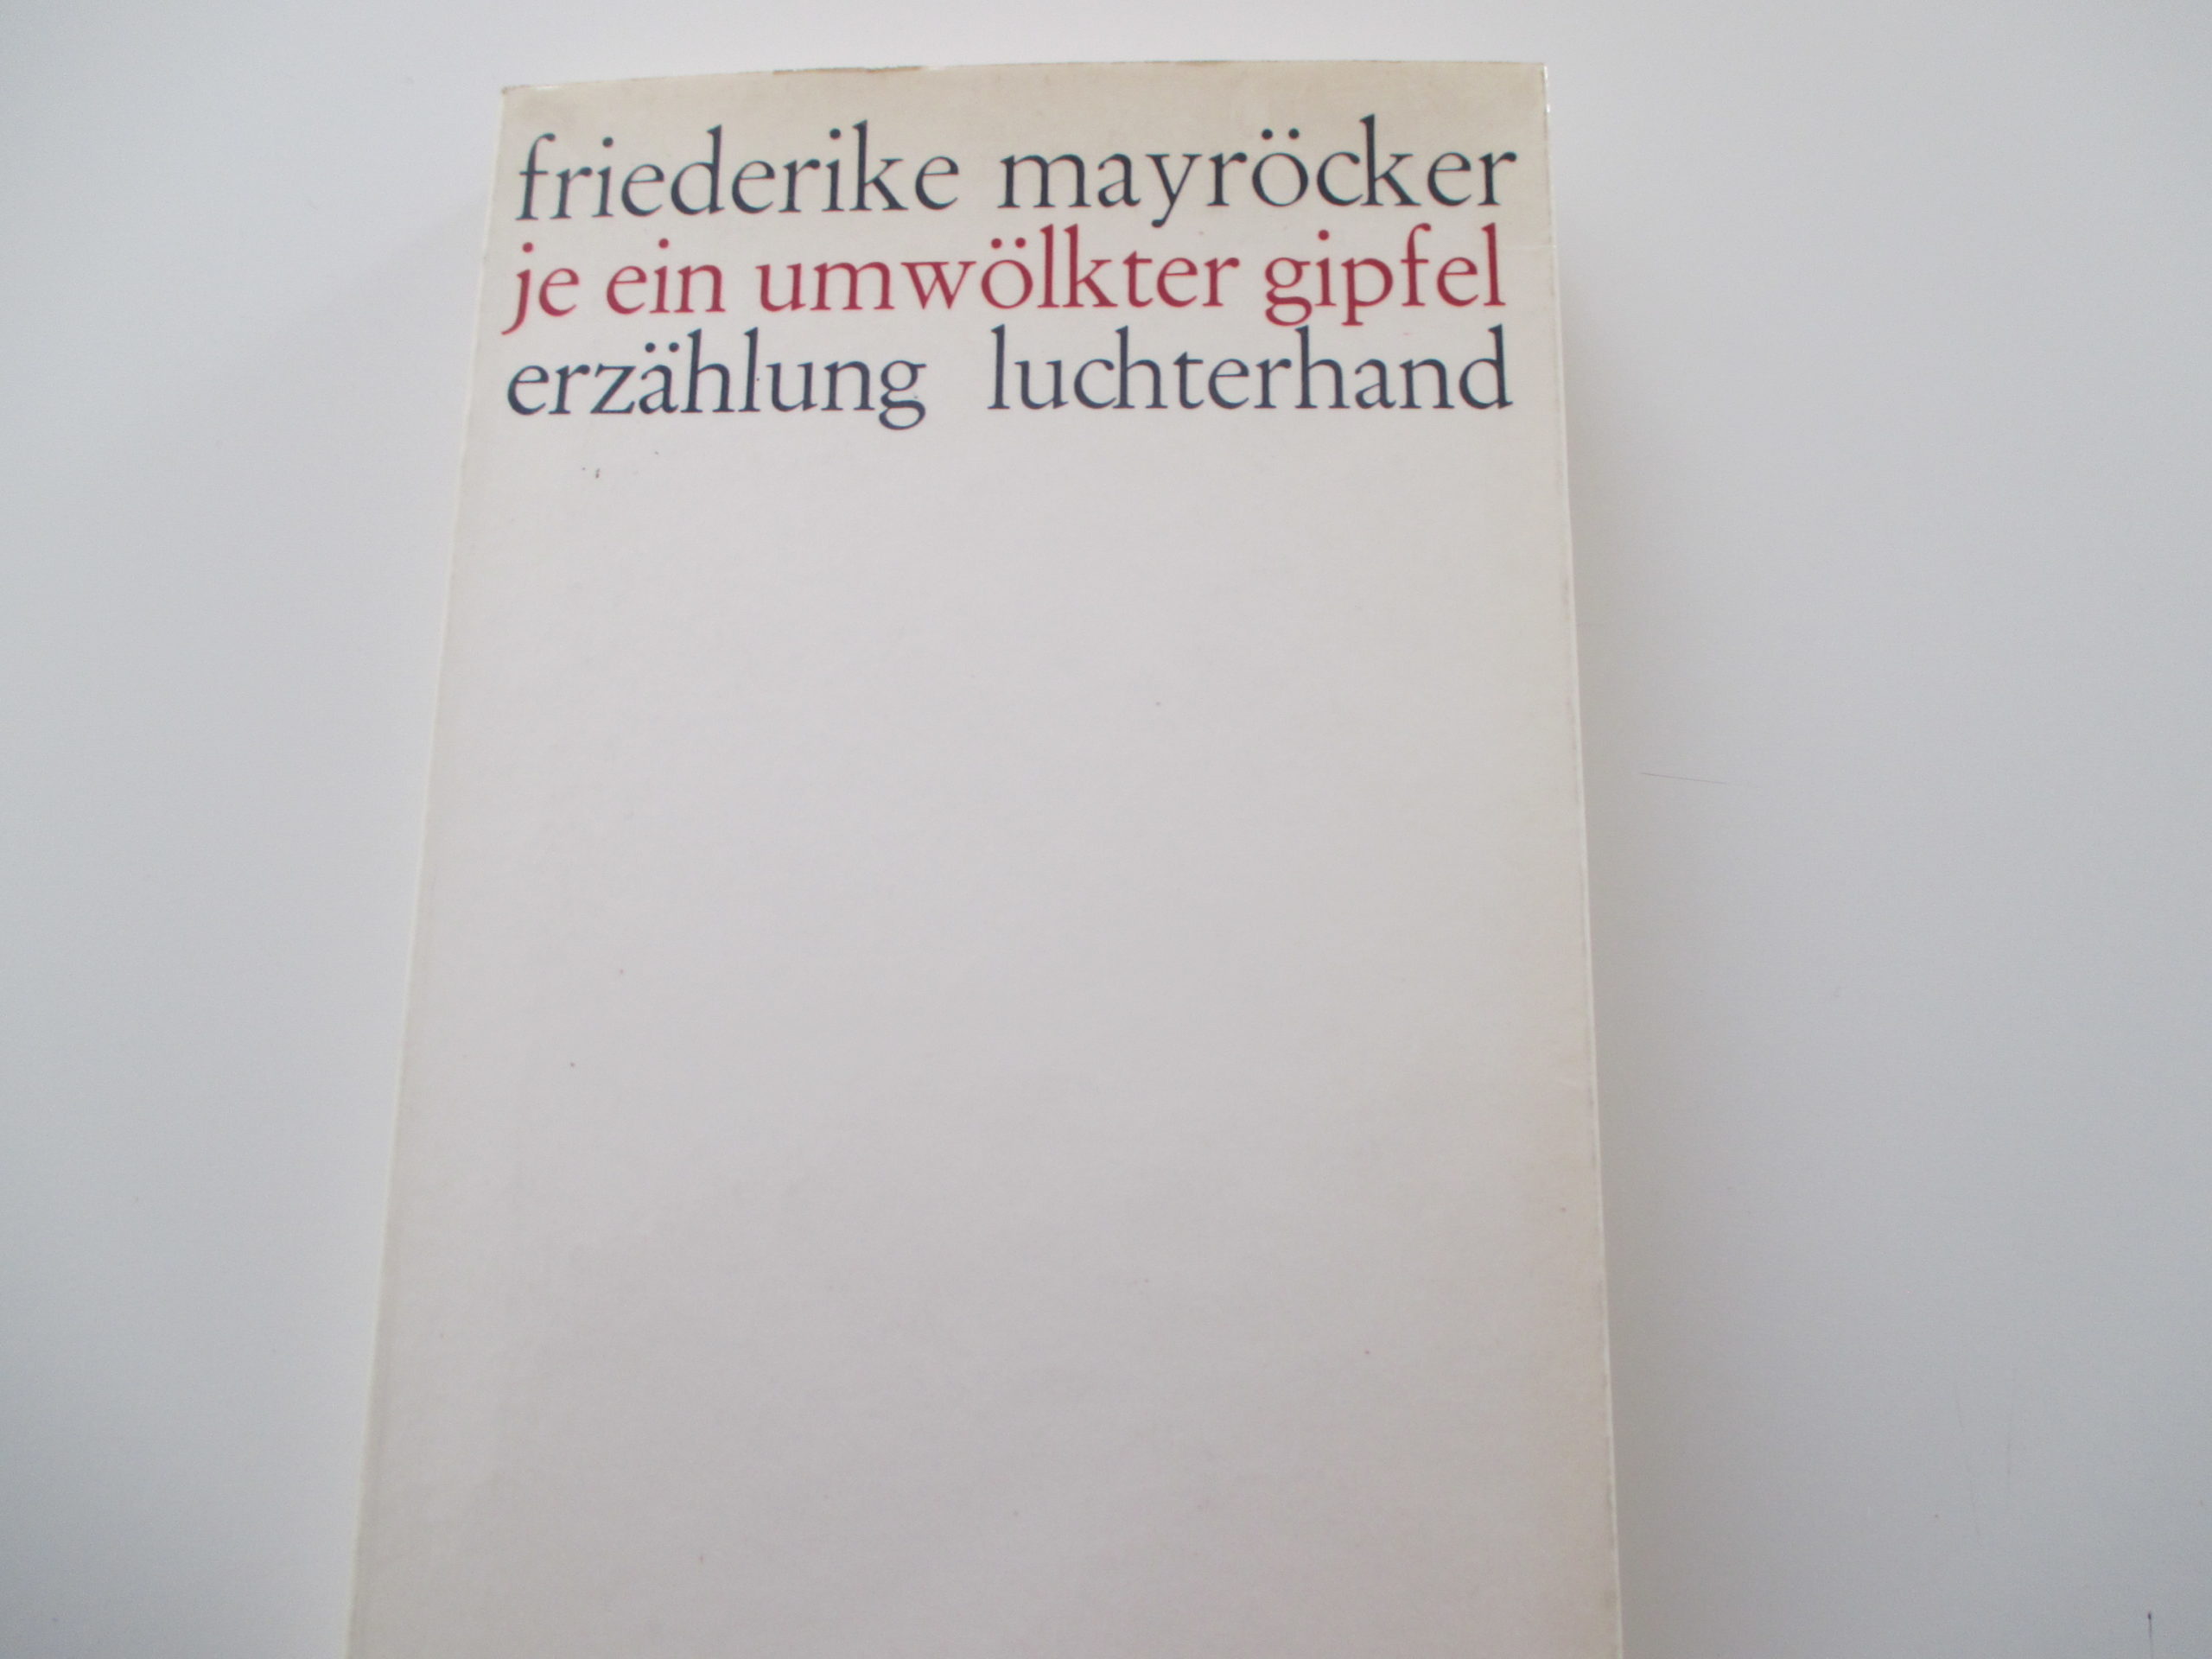 friederike mayröcker
je ein umwölkter gipfel
erzählung luchterhand